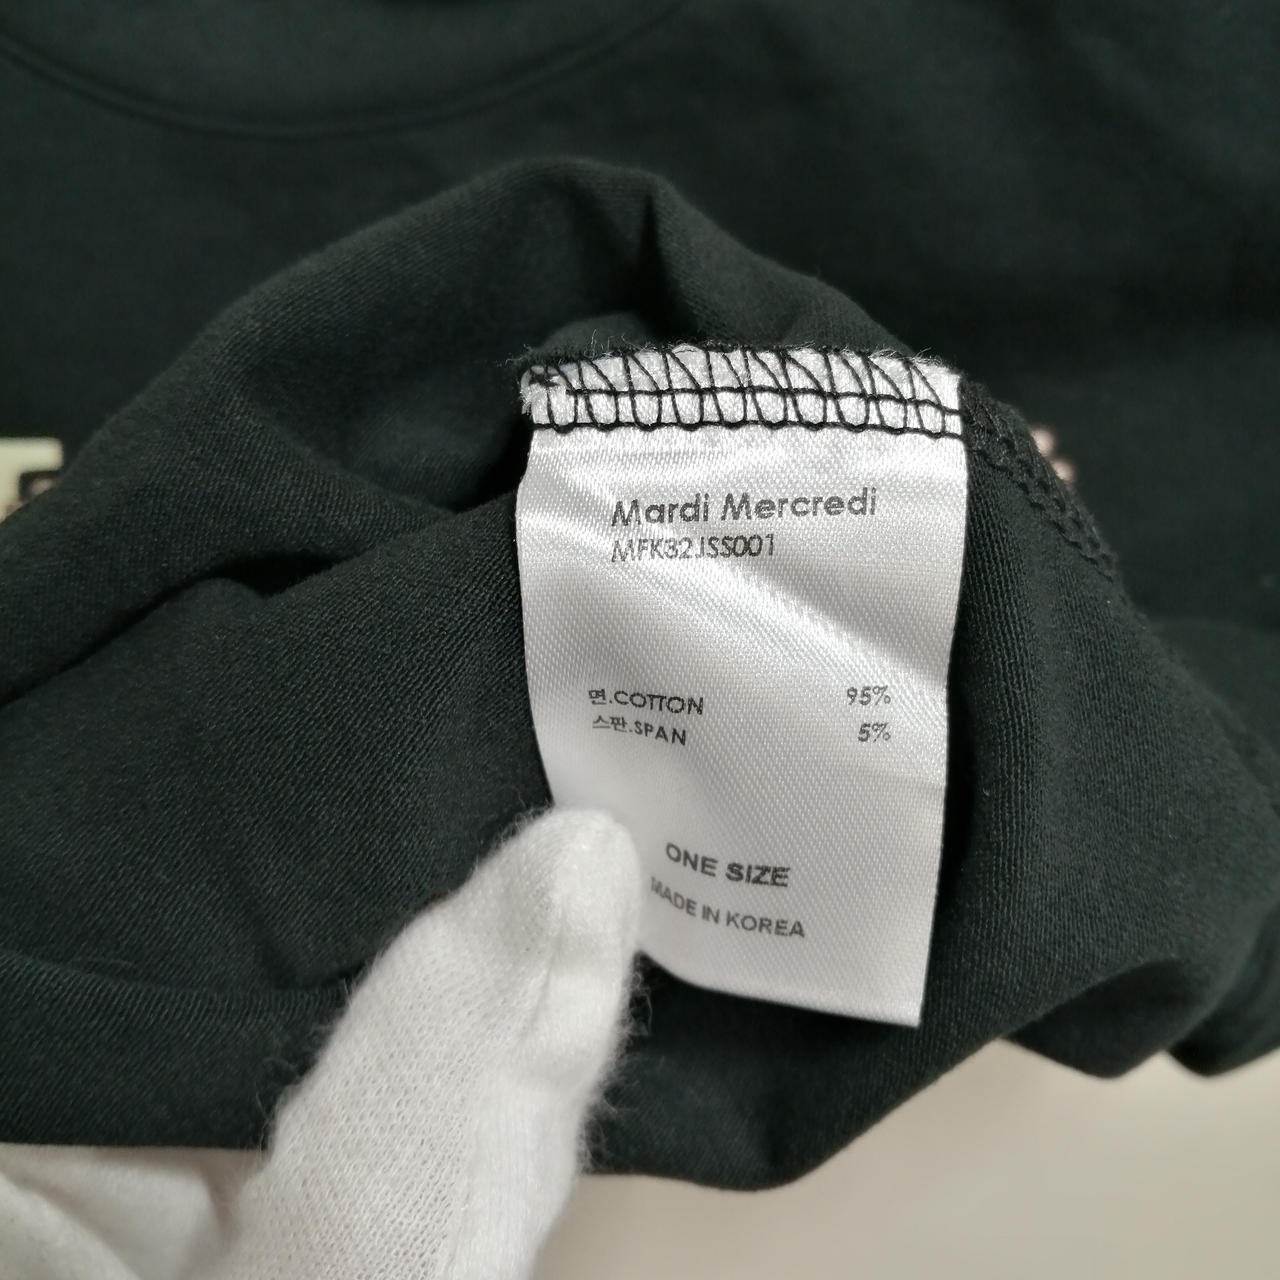 Mardi Mercredi
MFK32JSS001
면.COTTON 95%
스판.SPAN 5%
ONE SIZE
MADE IN KOREA